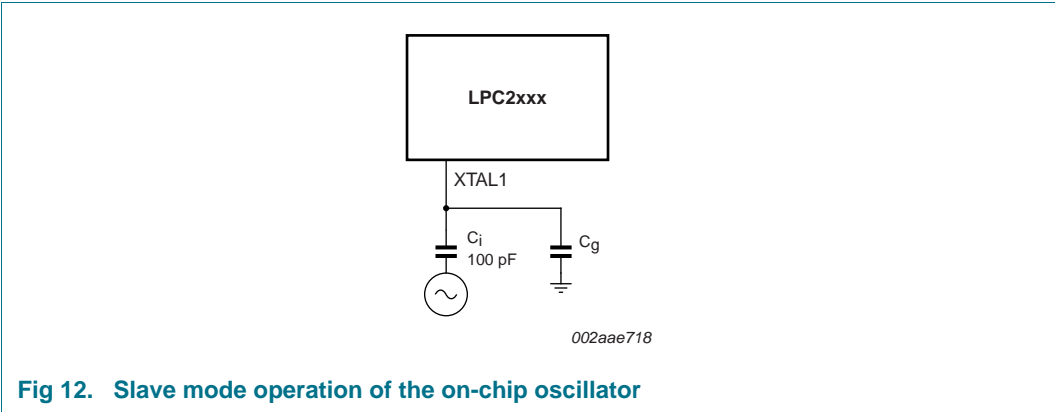 LPC2xxx
XTAL1
Ci
100 pF
Cg
002aae718
Fig 12. Slave mode operation of the on-chip oscillator